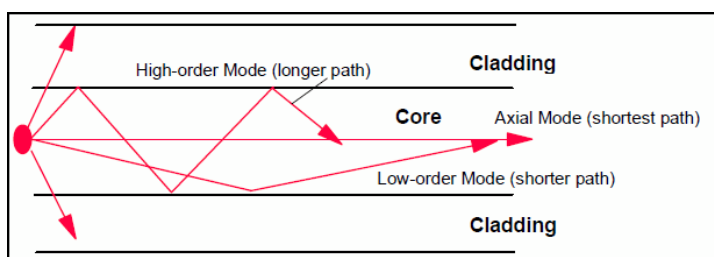 Cladding
High-order Mode (longer path)
Core
Axial Mode (shortest path)
Low-order Mode (shorter path)
Cladding